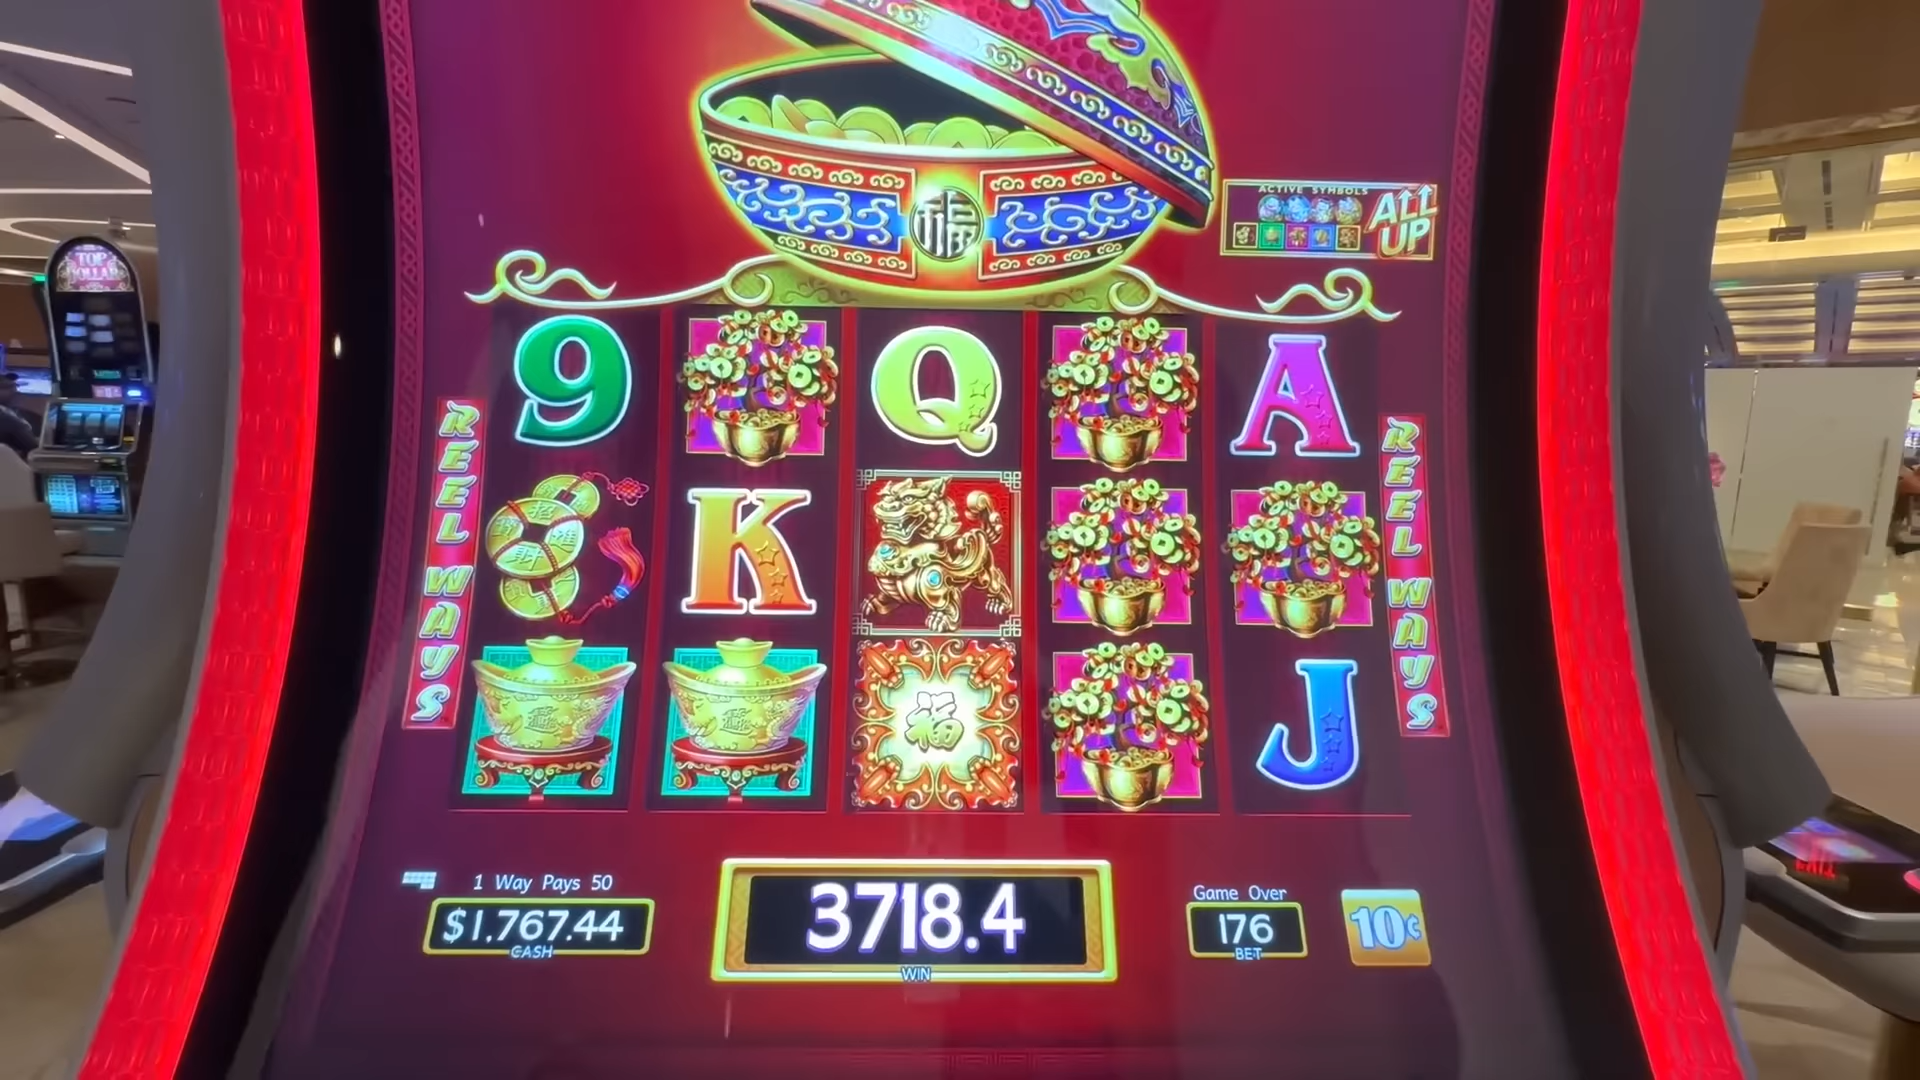 TOP
DOLLAR
福
ACTIVE SYMBOLS
ALL
UP
9
Q
A
REEL WAYS
K
REEL WAYS
福
J
1 Way Pays 50
$1,767.44
CASH
3718.4
WIN
Game Over
176
BET
10¢